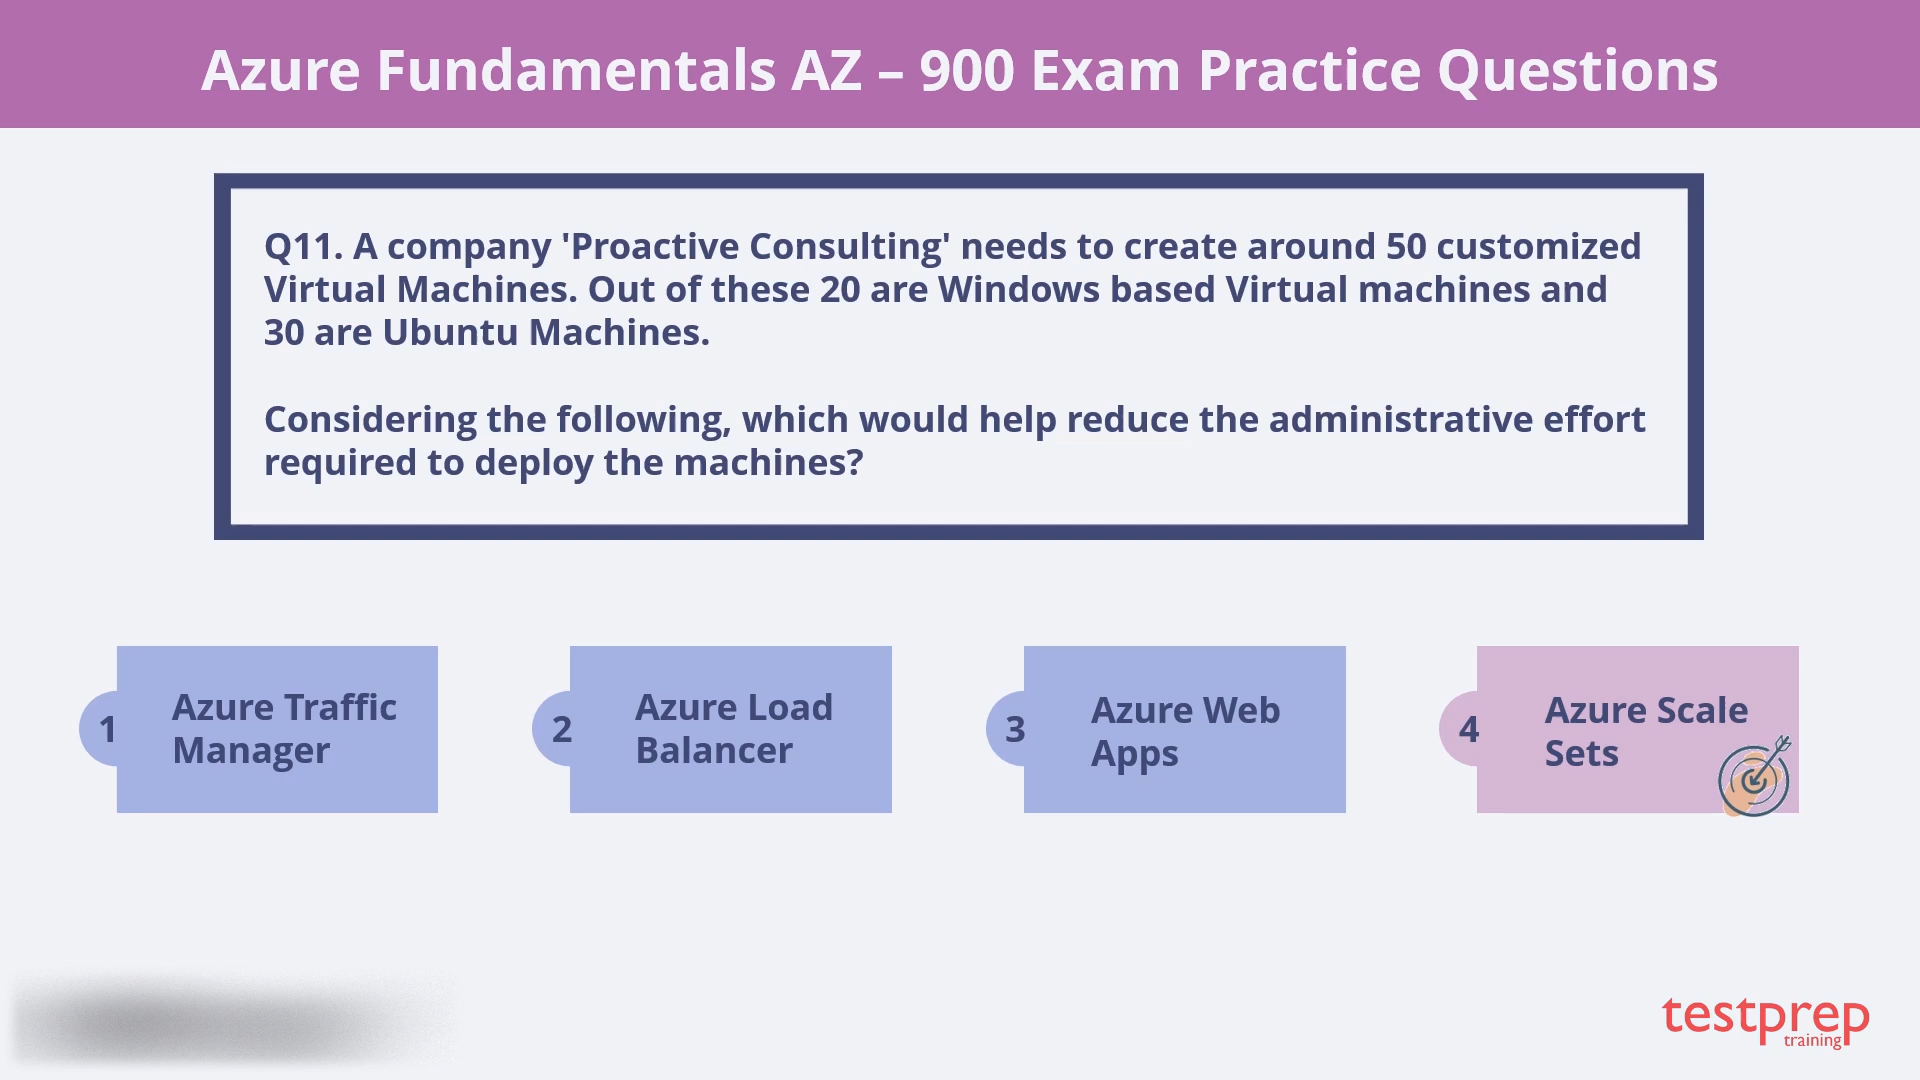 Azure Fundamentals AZ – 900 Exam Practice Questions
Q11. A company 'Proactive Consulting' needs to create around 50 customized
Virtual Machines. Out of these 20 are Windows based Virtual machines and
30 are Ubuntu Machines.
Considering the following, which would help reduce the administrative effort
required to deploy the machines?
1
Azure Traffic
Manager
2
Azure Load
Balancer
3
Azure Web
Apps
4
Azure Scale
Sets
testprep
training